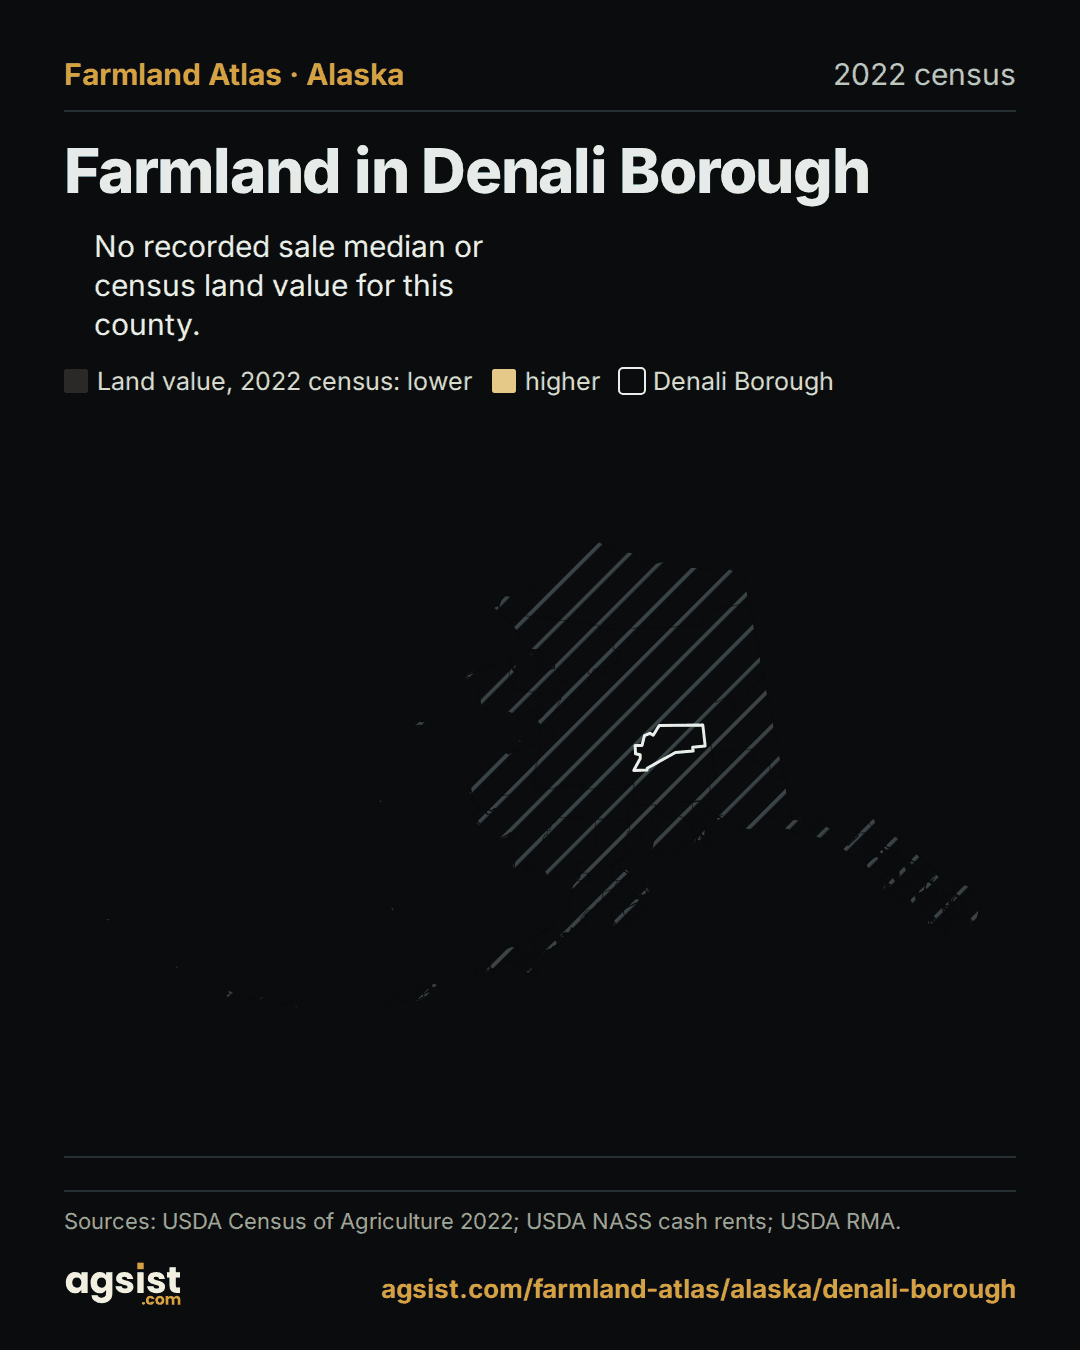 Farmland Atlas · Alaska
2022 census
Farmland in Denali Borough
No recorded sale median or
census land value for this
county.
Land value, 2022 census: lower
higher
Denali Borough
Sources: USDA Census of Agriculture 2022; USDA NASS cash rents; USDA RMA.
agsist
.com
agsist.com/farmland-atlas/alaska/denali-borough